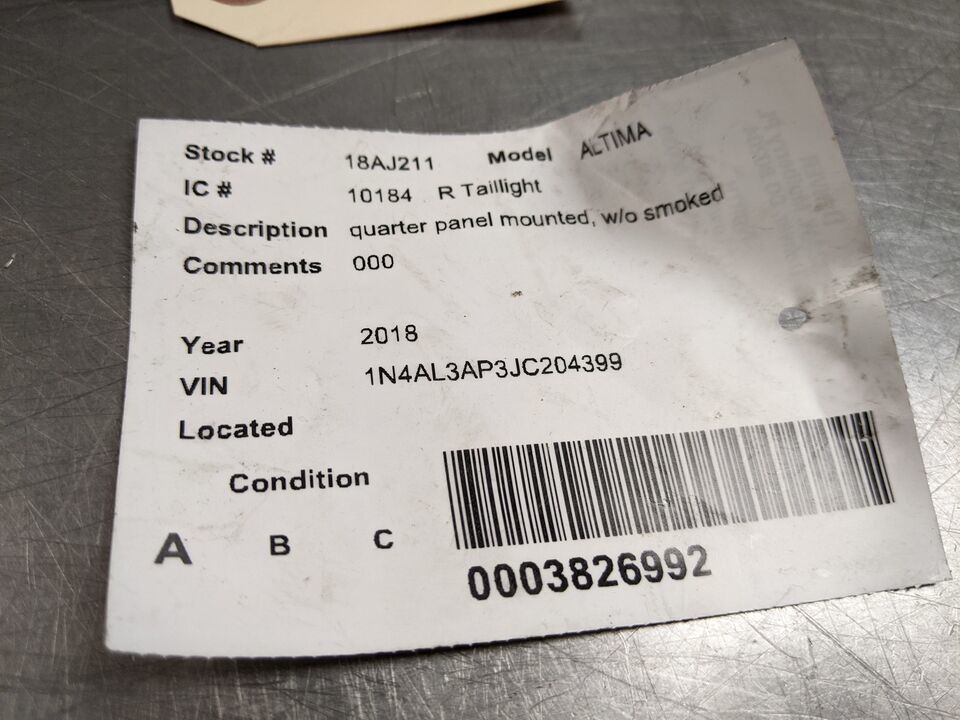 Stock # 18AJ211 Model ALTIMA
IC # 10184 R Taillight
Description quarter panel mounted, w/o smoked
Comments 000
Year 2018
VIN 1N4AL3AP3JC204399
Located
Condition
A B C
0003826992